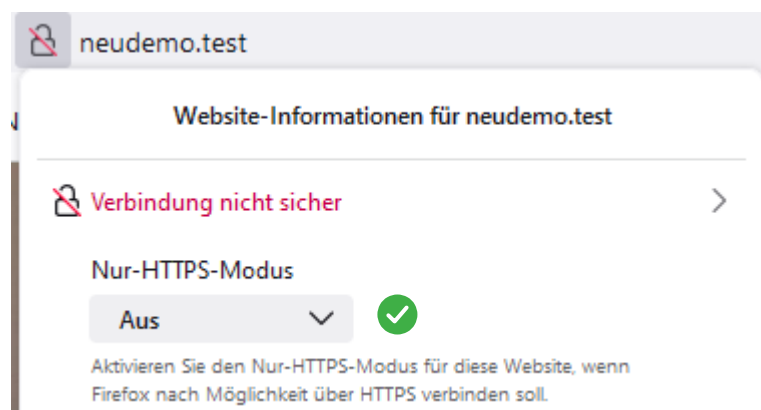 neudemo.test
Website-Informationen für neudemo.test
Verbindung nicht sicher
Nur-HTTPS-Modus
Aus
Aktivieren Sie den Nur-HTTPS-Modus für diese Website, wenn
Firefox nach Möglichkeit über HTTPS verbinden soll.